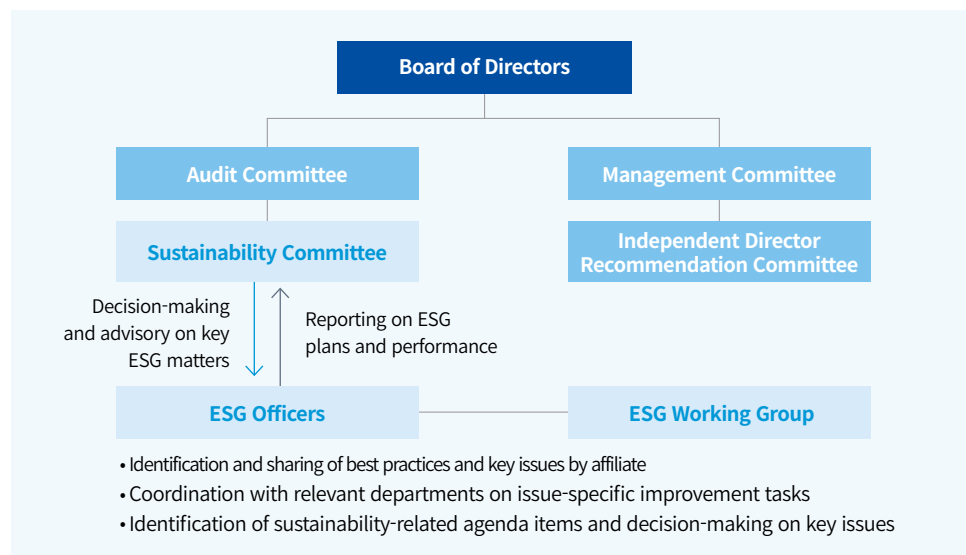 Board of Directors
Audit Committee
Management Committee
Sustainability Committee
Independent Director
Recommendation Committee
Decision-making
and advisory on key
ESG matters
Reporting on ESG
plans and performance
ESG Officers
ESG Working Group
• Identification and sharing of best practices and key issues by affiliate
• Coordination with relevant departments on issue-specific improvement tasks
• Identification of sustainability-related agenda items and decision-making on key issues